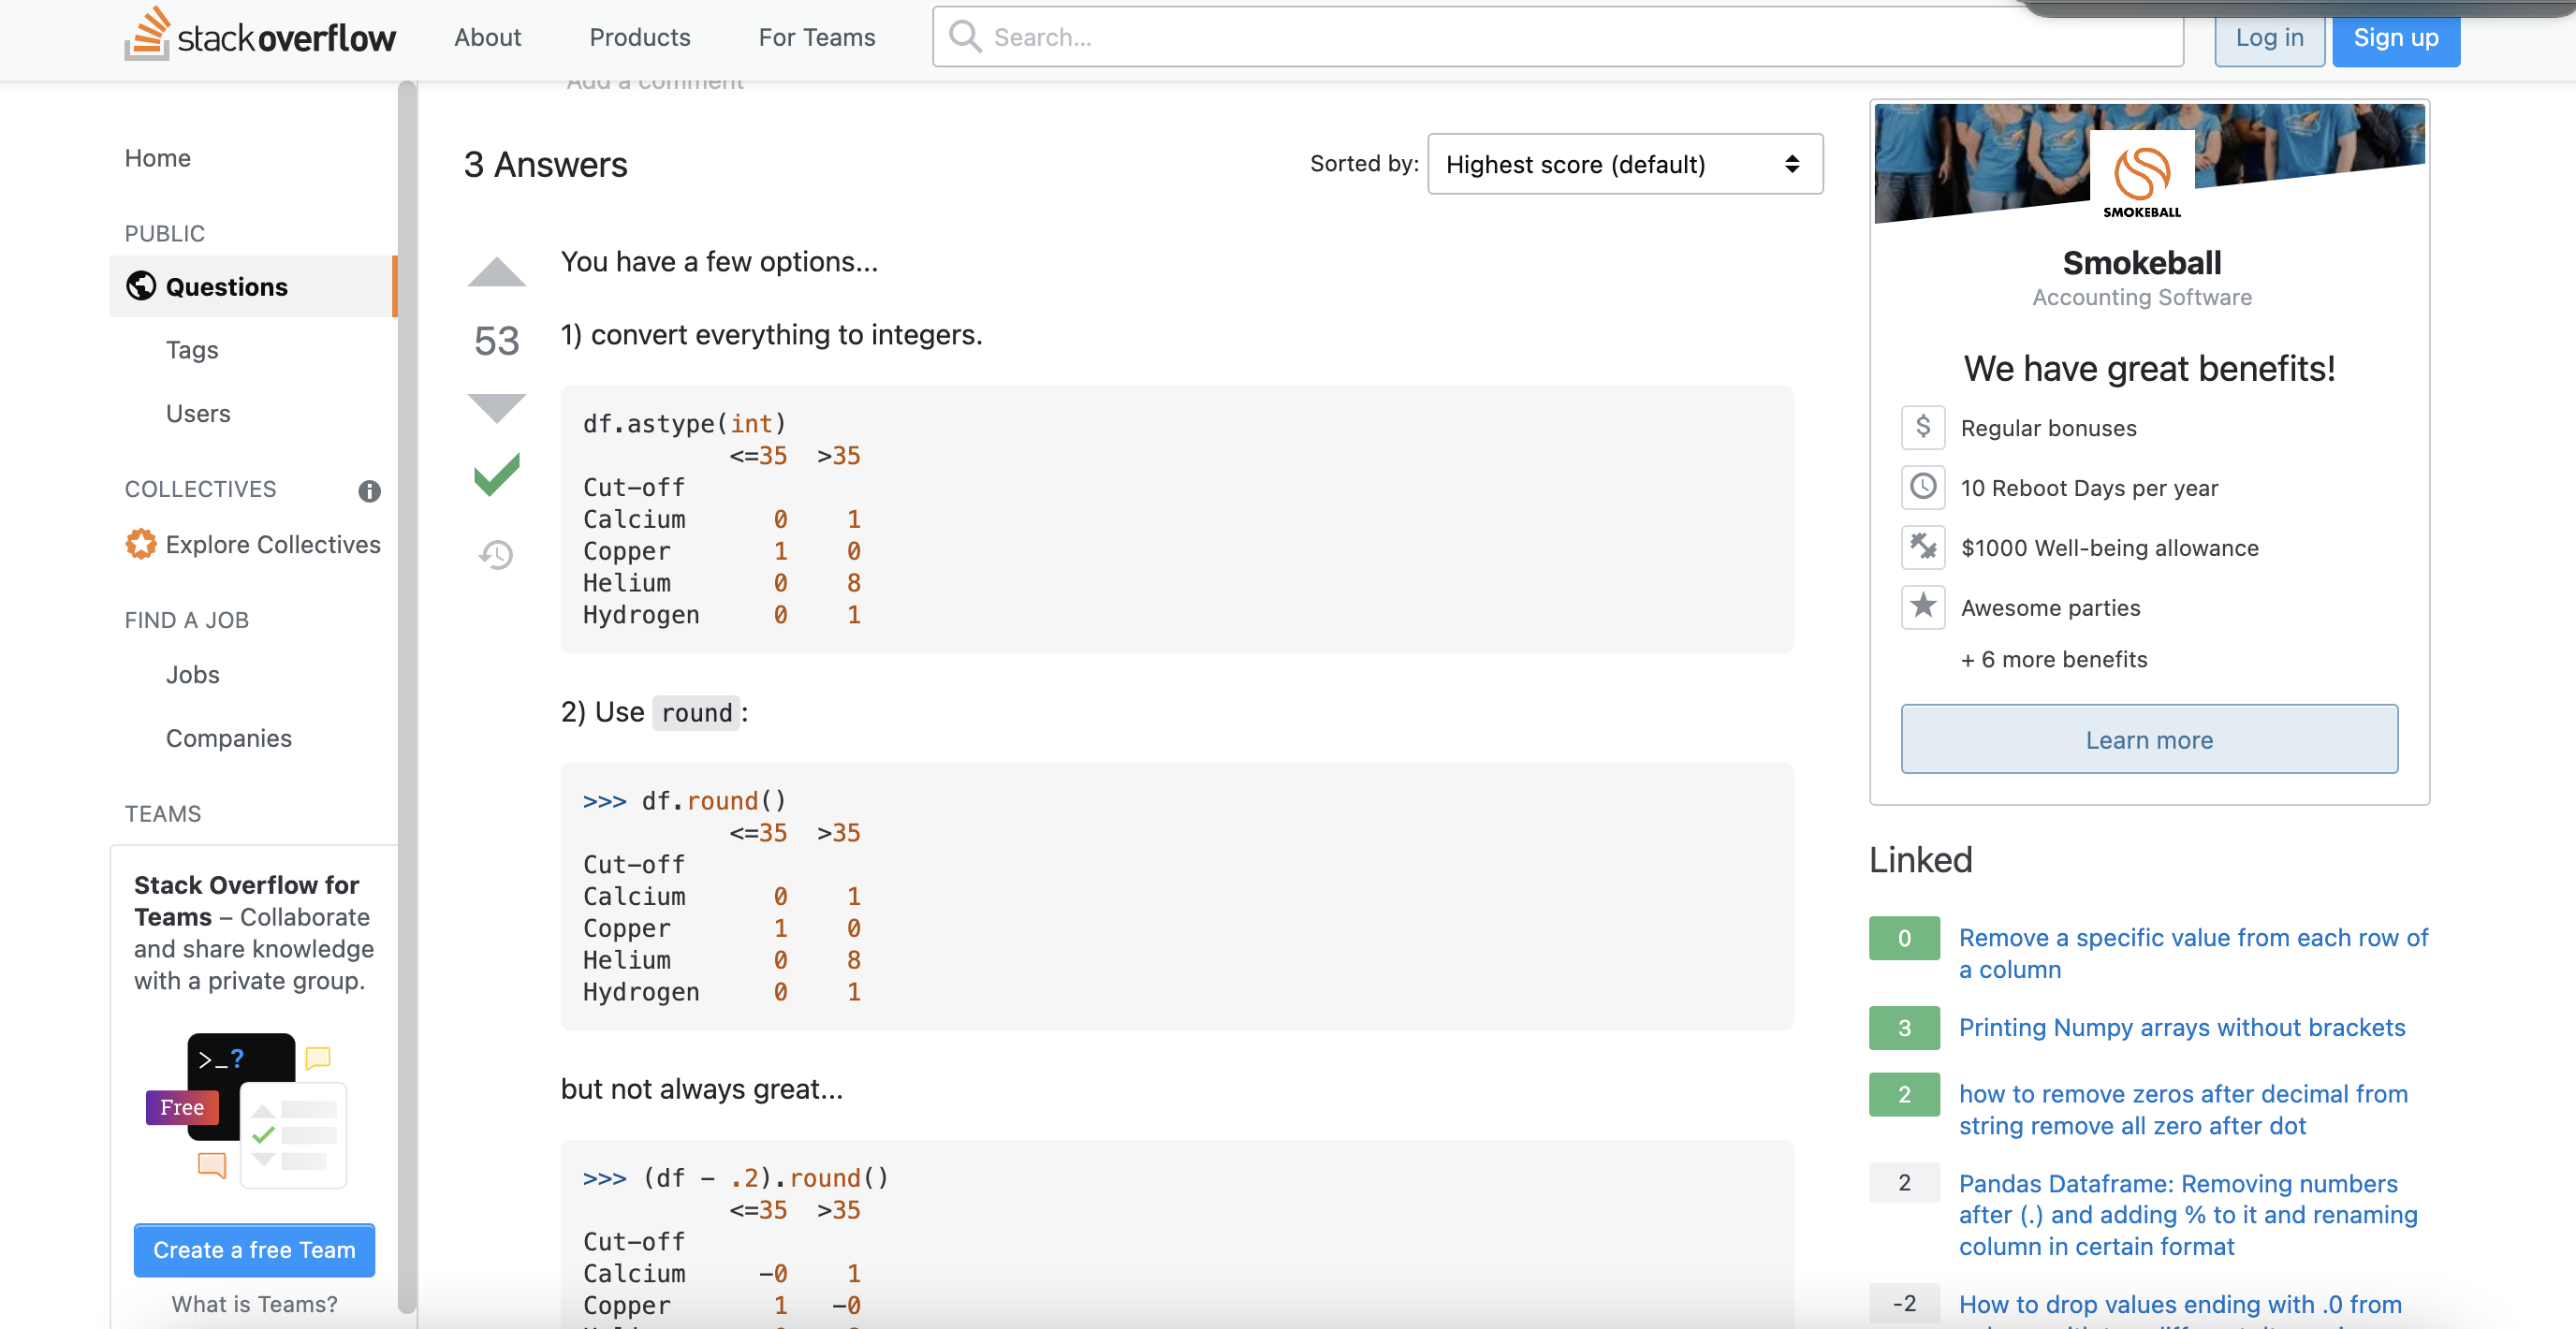 stackoverflow
About
Products
For Teams
Search...
Log in
Sign up
Home
PUBLIC
Questions
Tags
Users
COLLECTIVES
Explore Collectives
FIND A JOB
Jobs
Companies
TEAMS
Stack Overflow for
Teams – Collaborate
and share knowledge
with a private group.
>_?
Free
Create a free Team
What is Teams?
Add a comment
3 Answers
Sorted by:
Highest score (default)
53
You have a few options...
1) convert everything to integers.
df.astype(int)
<=35 >35
Cut-off
Calcium 0 1
Copper 1 0
Helium 0 8
Hydrogen 0 1
2) Use round:
>>> df.round()
<=35 >35
Cut-off
Calcium 0 1
Copper 1 0
Helium 0 8
Hydrogen 0 1
but not always great...
>>> (df - .2).round()
<=35 >35
Cut-off
Calcium -0 1
Copper 1 -0
SMOKEBALL
Smokeball
Accounting Software
We have great benefits!
$ Regular bonuses
10 Reboot Days per year
$1000 Well-being allowance
Awesome parties
+ 6 more benefits
Learn more
Linked
0 Remove a specific value from each row of
a column
3 Printing Numpy arrays without brackets
2 how to remove zeros after decimal from
string remove all zero after dot
2 Pandas Dataframe: Removing numbers
after (.) and adding % to it and renaming
column in certain format
-2 How to drop values ending with .0 from